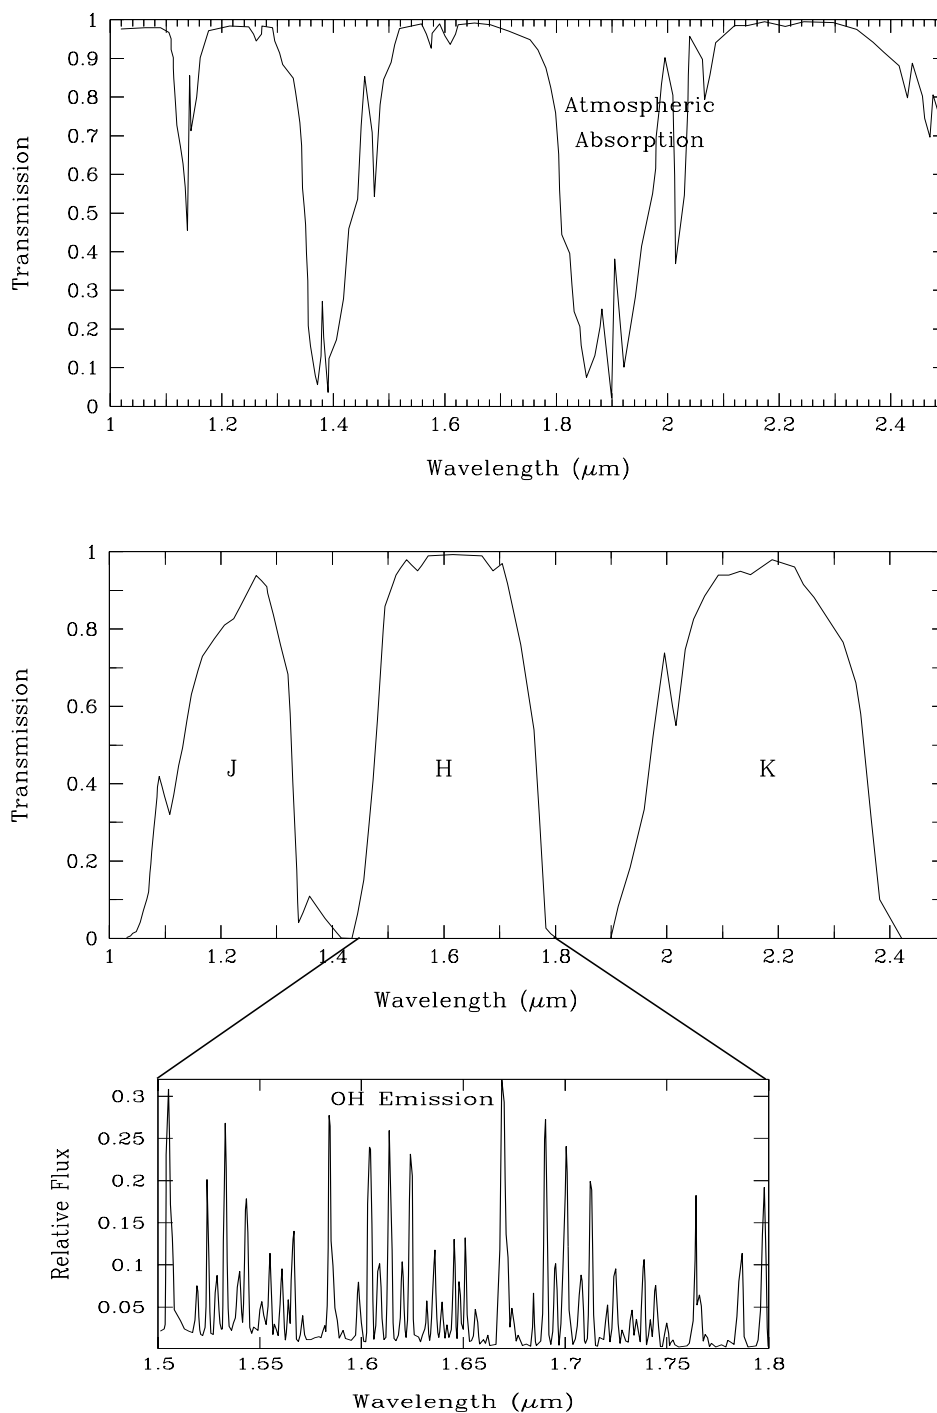 1
0.9
0.8
0.7
0.6
0.5
0.4
0.3
0.2
0.1
0
Transmission
Atmospheric
Absorption
1 1.2 1.4 1.6 1.8 2 2.2 2.4
Wavelength (μm)
1
0.8
0.6
0.4
0.2
0
Transmission
J H K
1 1.2 1.4 1.6 1.8 2 2.2 2.4
Wavelength (μm)
0.3
0.25
0.2
0.15
0.1
0.05
Relative Flux
OH Emission
1.5 1.55 1.6 1.65 1.7 1.75 1.8
Wavelength (μm)